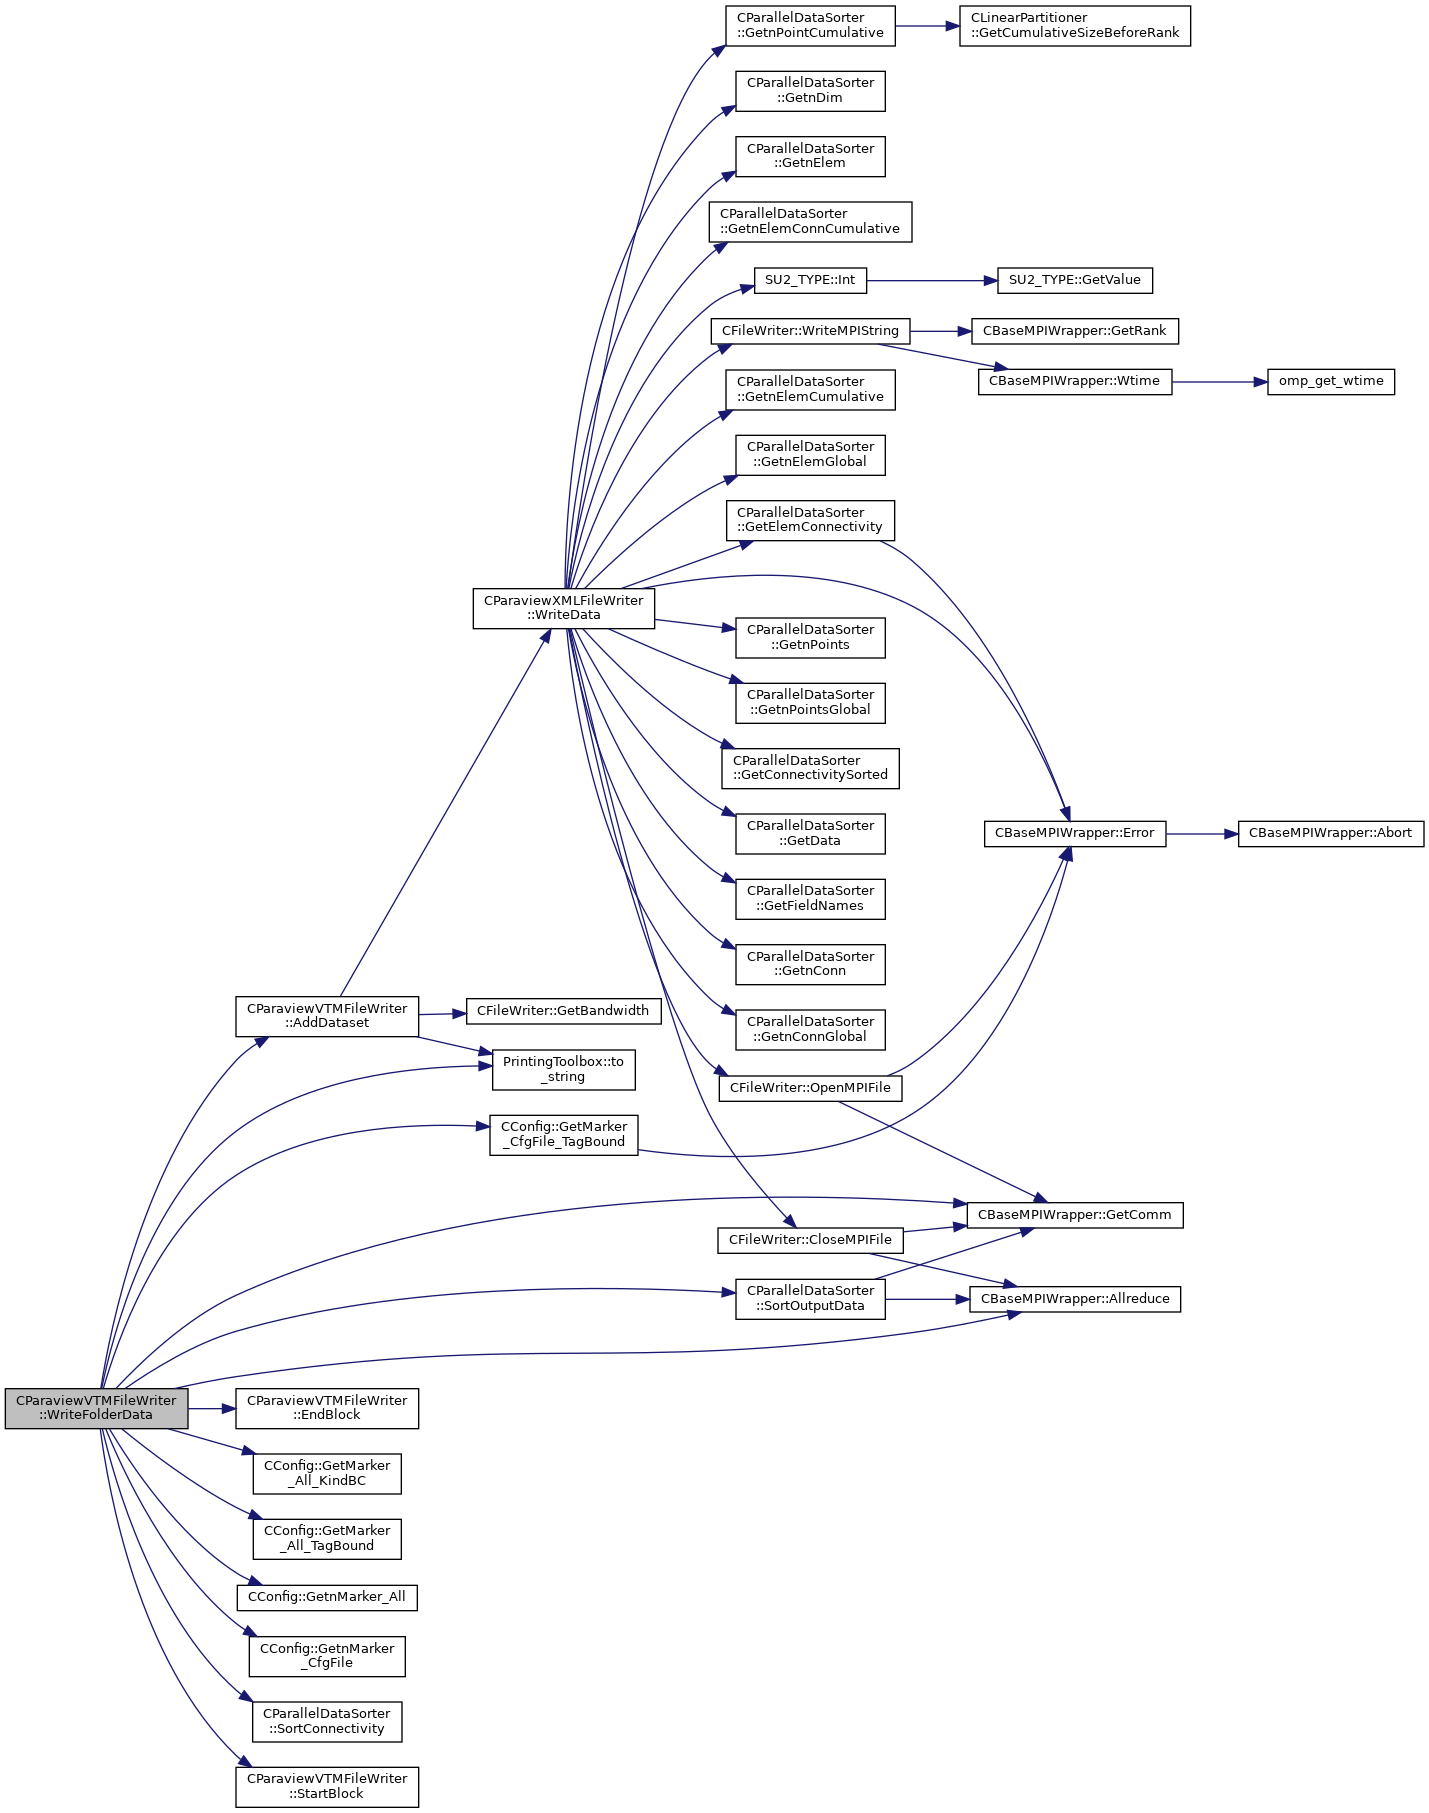 CParallelDataSorter
::GetnPointCumulative
CLinearPartitioner
::GetCumulativeSizeBeforeRank
CParallelDataSorter
::GetnDim
CParallelDataSorter
::GetnElem
CParallelDataSorter
::GetnElemConnCumulative
SU2_TYPE::Int
SU2_TYPE::GetValue
CFileWriter::WriteMPIString
CBaseMPIWrapper::GetRank
CBaseMPIWrapper::Wtime
omp_get_wtime
CParallelDataSorter
::GetnElemCumulative
CParallelDataSorter
::GetnElemGlobal
CParallelDataSorter
::GetElemConnectivity
CParaviewXMLFileWriter
::WriteData
CParallelDataSorter
::GetnPoints
CParallelDataSorter
::GetnPointsGlobal
CParallelDataSorter
::GetConnectivitySorted
CParallelDataSorter
::GetData
CBaseMPIWrapper::Error
CBaseMPIWrapper::Abort
CParallelDataSorter
::GetFieldNames
CParallelDataSorter
::GetnConn
CParaviewVTMFileWriter
::AddDataset
CFileWriter::GetBandwidth
CParallelDataSorter
::GetnConnGlobal
PrintingToolbox::to
_string
CFileWriter::OpenMPIFile
CConfig::GetMarker
_CfgFile_TagBound
CBaseMPIWrapper::GetComm
CFileWriter::CloseMPIFile
CParallelDataSorter
::SortOutputData
CBaseMPIWrapper::Allreduce
CParaviewVTMFileWriter
::WriteFolderData
CParaviewVTMFileWriter
::EndBlock
CConfig::GetMarker
_All_KindBC
CConfig::GetMarker
_All_TagBound
CConfig::GetnMarker_All
CConfig::GetnMarker
_CfgFile
CParallelDataSorter
::SortConnectivity
CParaviewVTMFileWriter
::StartBlock